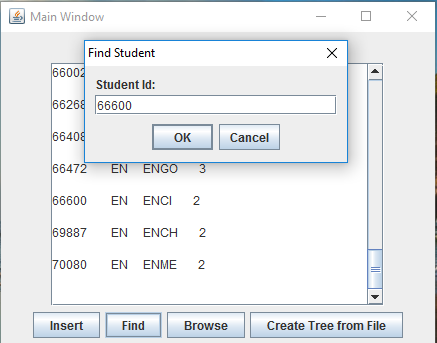 Main Window
Find Student
Student Id:
66600
OK Cancel
66002
66268
66408
66472 EN ENGO 3
66600 EN ENCI 2
69887 EN ENCH 2
70080 EN ENME 2
Insert Find Browse Create Tree from File